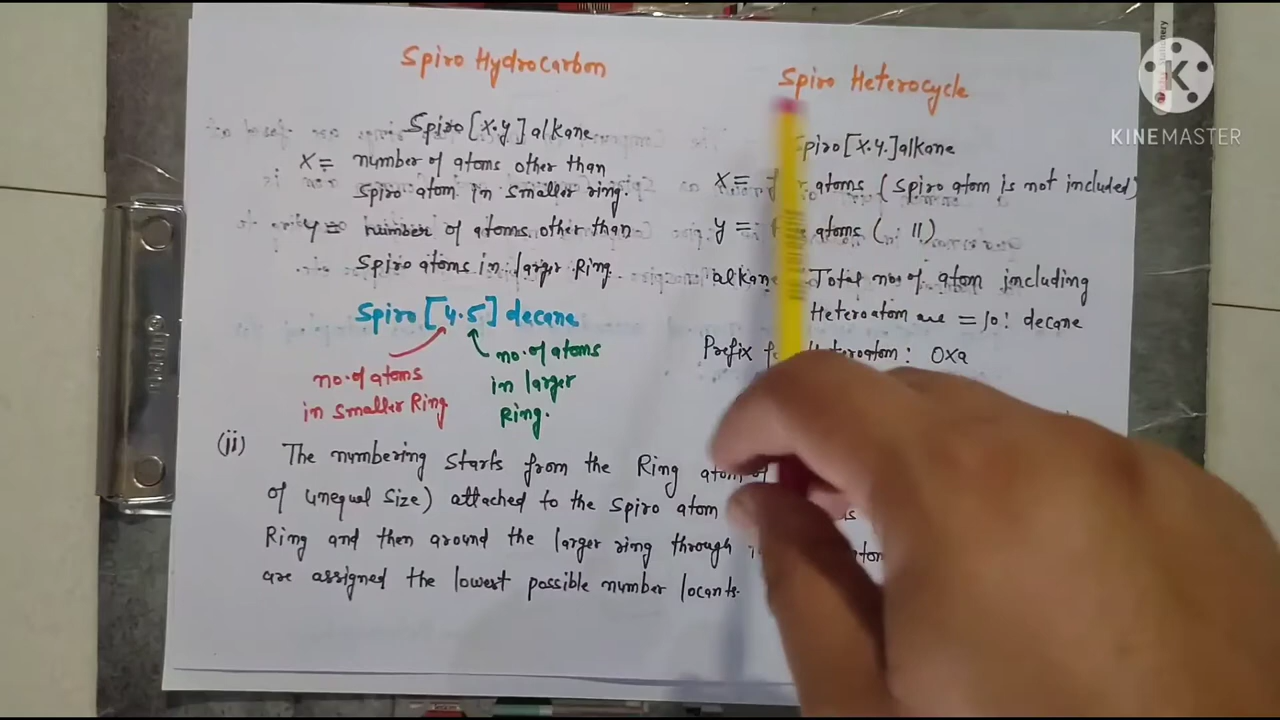 Spiro Hydrocarbon
Spiro[x.y]alkane
x= number of atoms other than
Spiro atom in smaller ring.
y= number of atoms other than
Spiro atoms in larger Ring.
Spiro[4.5]decane
no. of atoms
in smaller Ring
no. of atoms
in larger
Ring.
Spiro Heterocycle
Spiro[x.y.]alkane
x= atoms (Spiro atom is not included)
y= atoms ( 11 )
alkane Total no. of atom including
Heteroatom are =10: decane
Prefix Heteroatom: Oxa
(ii) The numbering starts from the Ring atom of
of unequal size) attached to the spiro atom
Ring and then around the larger ring through
are assigned the lowest possible number locants.
KINEMASTER